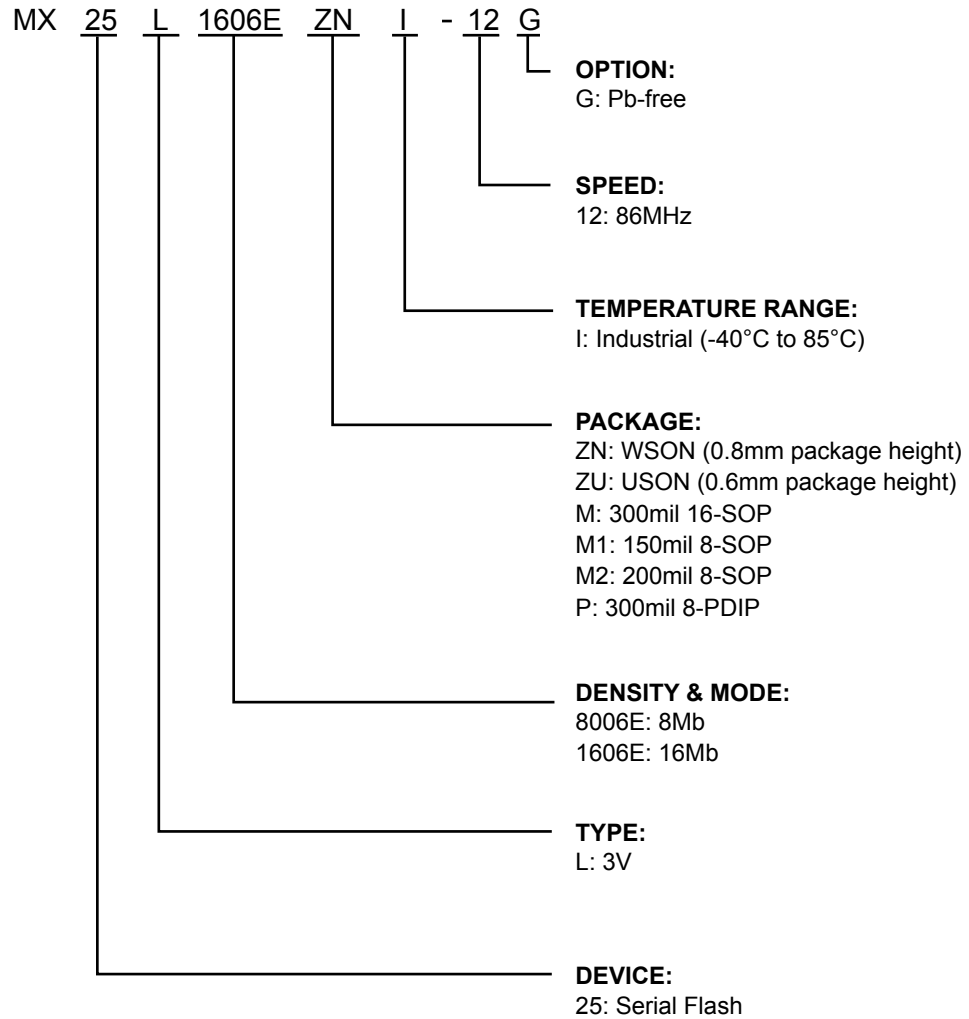 MX 25 L 1606E ZN I - 12 G
OPTION:
G: Pb-free
SPEED:
12: 86MHz
TEMPERATURE RANGE:
I: Industrial (-40°C to 85°C)
PACKAGE:
ZN: WSON (0.8mm package height)
ZU: USON (0.6mm package height)
M: 300mil 16-SOP
M1: 150mil 8-SOP
M2: 200mil 8-SOP
P: 300mil 8-PDIP
DENSITY & MODE:
8006E: 8Mb
1606E: 16Mb
TYPE:
L: 3V
DEVICE:
25: Serial Flash